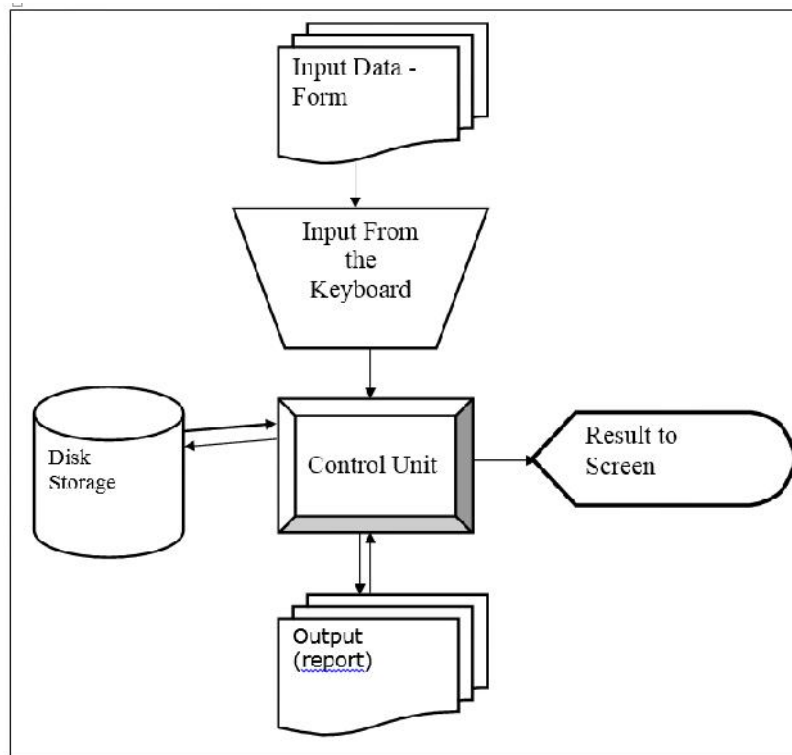 Input Data -
Form
Input From
the
Keyboard
Disk
Storage
Control Unit
Result to
Screen
Output
(report)